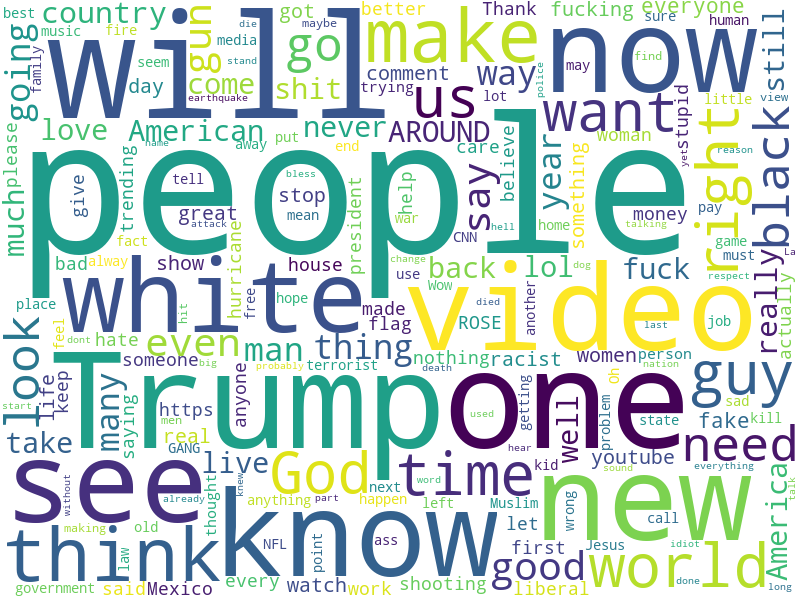 best
country
music
fire
going
family
will
die
maybe
stand
seem
day
earthquake
got
media
gun
come
shit
go
better
Thank
fucking
everyone
make
comment
way
trying
lot
us
sure
human
now
police
may
find
want
still
love
American
never
AROUND
name
away
put
end
care
believe
say
year
woman
something
stupid
yet
little
view
reason
right
black
please
much
trending
give
tell
great
attack
bless
mean
stop
help
war
president
CNN
hell
home
talking
money
pay
game
must
La
respect
actually
people
fact
bad
alway
show
hurricane
house
change
use
back
Wow
lol
dog
fuck
really
place
white
free
hit
hope
made
flag
video
died
another
ROSE
last
job
look
feel
dont
hate
even
man
thing
nothing
racist
women
person
nation
guy
sad
start
life
keep
many
someone
big
probably
terrorist
death
Trump
one
getting
Oh
problem
state
fake
kill
saying
https
men
real
GANG
anyone
used
hear
well
need
take
live
God
time
kid
youtube
everything
see
without
already
thought
knew
next
word
left
sound
new
wrong
call
idiot
America
talk
think
making
old
law
anything
part
happen
know
NFL
point
ass
Muslim
let
first
Jesus
good
world
done
long
government
said
Mexico
every
watch
work
shooting
liberal